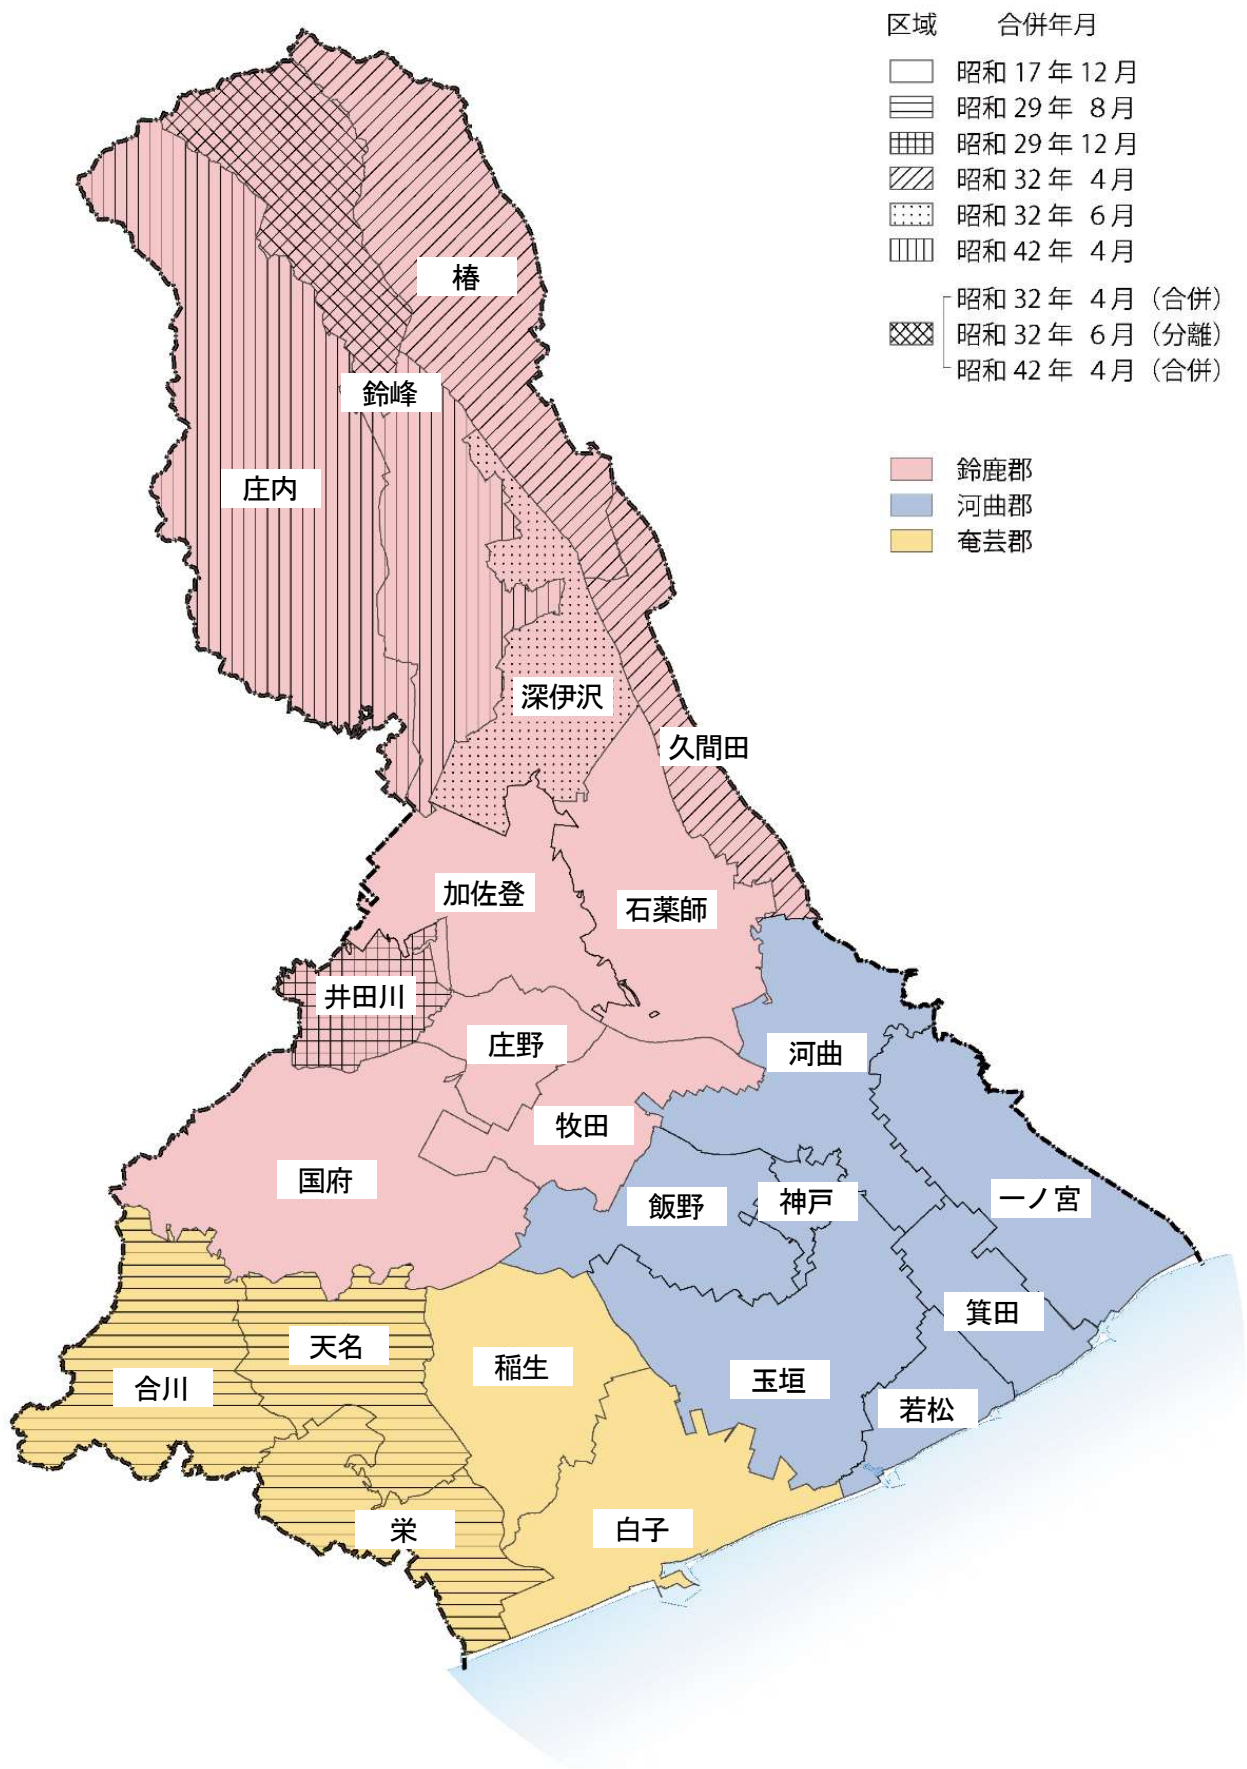 区域 合併年月
昭和 17 年 12 月
昭和 29 年 8 月
昭和 29 年 12 月
昭和 32 年 4 月
昭和 32 年 6 月
昭和 42 年 4 月
昭和 32 年 4 月（合併）
昭和 32 年 6 月（分離）
昭和 42 年 4 月（合併）
鈴鹿郡
河曲郡
奄芸郡
椿
鈴峰
庄内
深伊沢
久間田
加佐登
石薬師
井田川
庄野
河曲
牧田
国府
飯野
神戸
一ノ宮
箕田
天名
稲生
玉垣
合川
若松
栄
白子